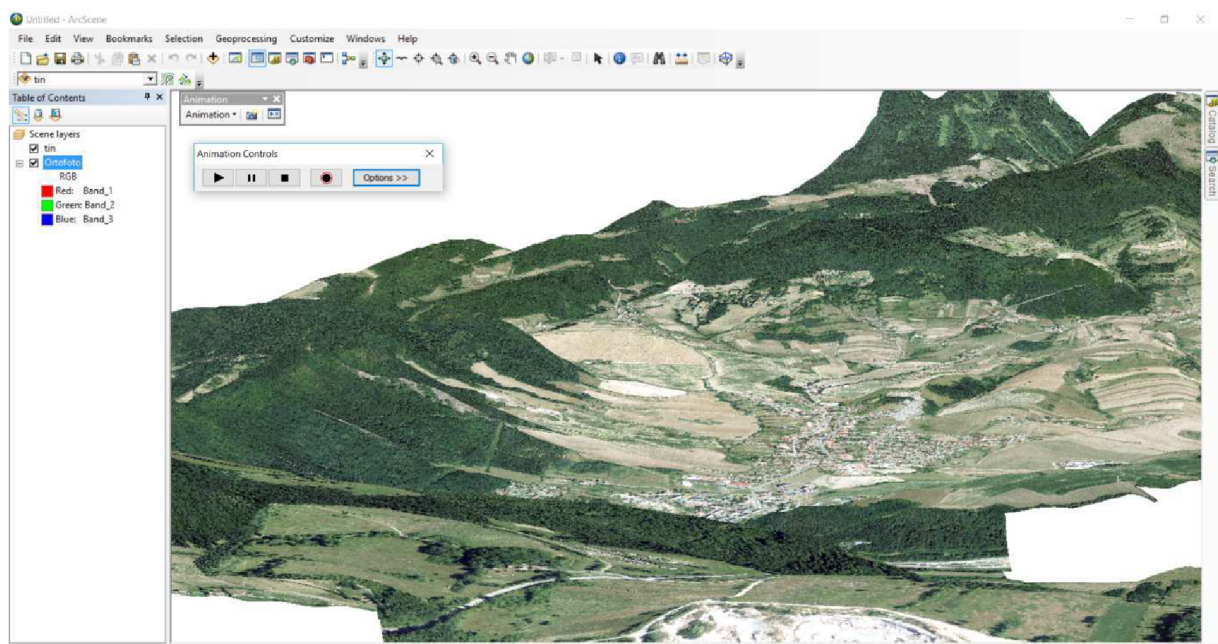 Untitled - ArcScene
File Edit View Bookmarks Selection Geoprocessing Customize Windows Help
tin
Table of Contents
Scene layers
tin
Ortofoto
RGB
Red: Band_1
Green: Band_2
Blue: Band_3
Animation
Animation
Animation Controls
Options >>
Catalog
Search